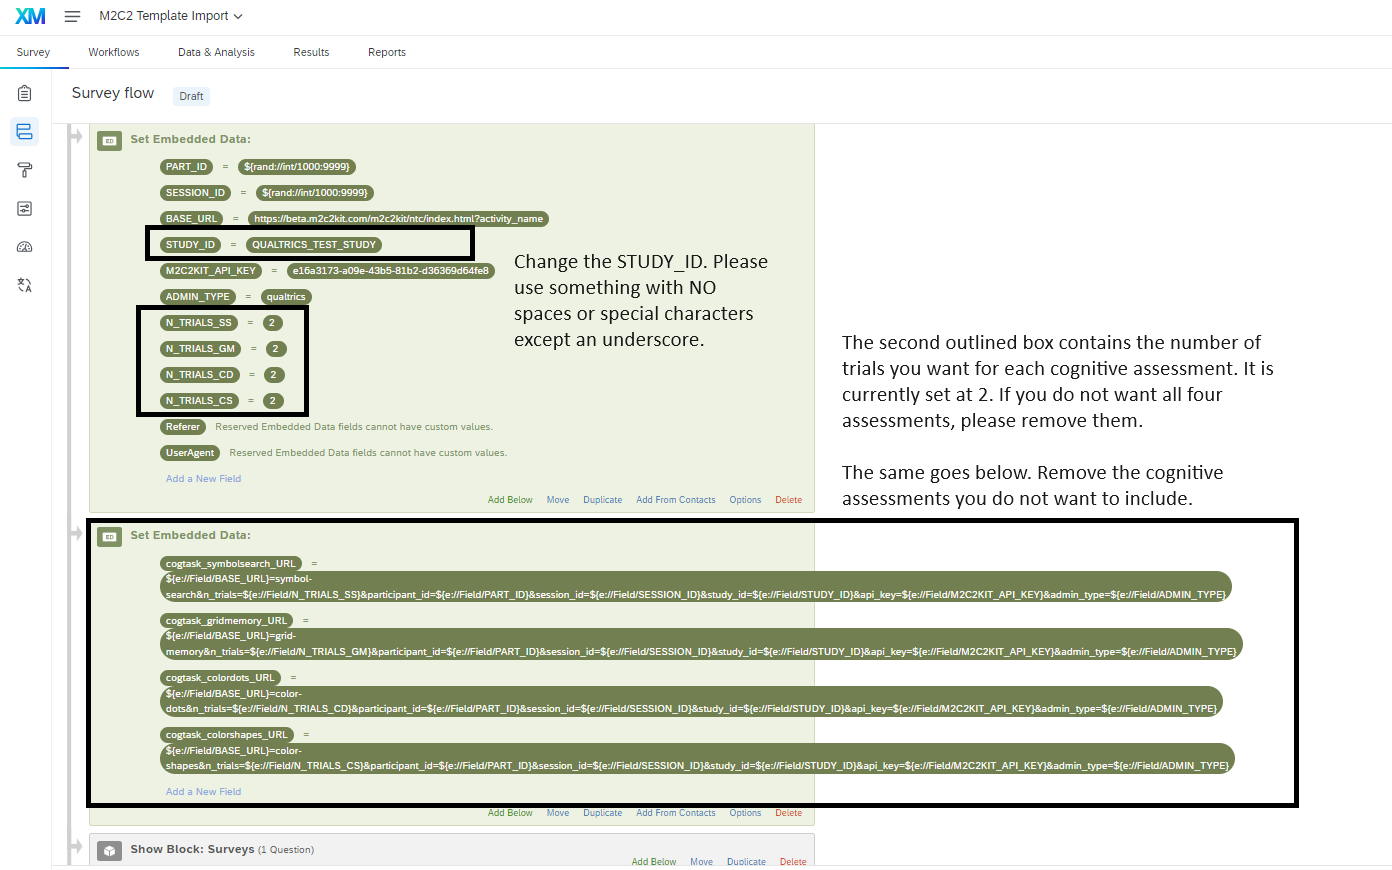 XM M2C2 Template Import
Survey Workflows Data & Analysis Results Reports
Survey flow Draft
Set Embedded Data:
PART_ID = ${rand://int/1000:9999}
SESSION_ID = ${rand://int/1000:9999}
BASE_URL = https://beta.m2c2kit.com/m2c2kit/ntc/index.html?activity_name
STUDY_ID = QUALTRICS_TEST_STUDY
M2C2KIT_API_KEY = e16a3173-a09e-43b5-81b2-d36369d64fe8
ADMIN_TYPE = qualtrics
N_TRIALS_SS = 2
N_TRIALS_GM = 2
N_TRIALS_CD = 2
N_TRIALS_CS = 2
Referer Reserved Embedded Data fields cannot have custom values.
UserAgent Reserved Embedded Data fields cannot have custom values.
Add a New Field
Add Below Move Duplicate Add From Contacts Options Delete
Change the STUDY_ID. Please
use something with NO
spaces or special characters
except an underscore.
The second outlined box contains the number of
trials you want for each cognitive assessment. It is
currently set at 2. If you do not want all four
assessments, please remove them.
The same goes below. Remove the cognitive
assessments you do not want to include.
Set Embedded Data:
cogtask_symbolsearch_URL =
${e://Field/BASE_URL}=symbol-
search&n_trials=${e://Field/N_TRIALS_SS}&participant_id=${e://Field/PART_ID}&session_id=${e://Field/SESSION_ID}&study_id=${e://Field/STUDY_ID}&api_key=${e://Field/M2C2KIT_API_KEY}&admin_type=${e://Field/ADMIN_TYPE}
cogtask_gridmemory_URL =
${e://Field/BASE_URL}=grid-
memory&n_trials=${e://Field/N_TRIALS_GM}&participant_id=${e://Field/PART_ID}&session_id=${e://Field/SESSION_ID}&study_id=${e://Field/STUDY_ID}&api_key=${e://Field/M2C2KIT_API_KEY}&admin_type=${e://Field/ADMIN_TYPE}
cogtask_colordots_URL =
${e://Field/BASE_URL}=color-
dots&n_trials=${e://Field/N_TRIALS_CD}&participant_id=${e://Field/PART_ID}&session_id=${e://Field/SESSION_ID}&study_id=${e://Field/STUDY_ID}&api_key=${e://Field/M2C2KIT_API_KEY}&admin_type=${e://Field/ADMIN_TYPE}
cogtask_colorshapes_URL =
${e://Field/BASE_URL}=color-
shapes&n_trials=${e://Field/N_TRIALS_CS}&participant_id=${e://Field/PART_ID}&session_id=${e://Field/SESSION_ID}&study_id=${e://Field/STUDY_ID}&api_key=${e://Field/M2C2KIT_API_KEY}&admin_type=${e://Field/ADMIN_TYPE}
Add a New Field
Add Below Move Duplicate Add From Contacts Options Delete
Show Block: Surveys (1 Question)
Add Below Move Duplicate Delete